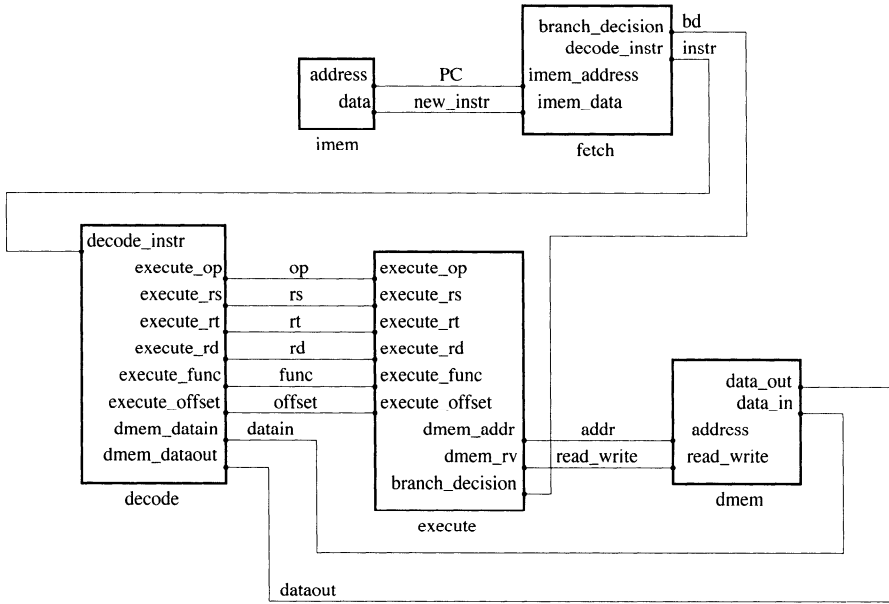 branch_decision bd
decode_instr instr
address PC imem_address
data new_instr imem_data
imem
fetch
decode_instr
execute_op op execute_op
execute_rs rs execute_rs
execute_rt rt execute_rt
execute_rd rd execute_rd
execute_func func execute_func
execute_offset offset execute_offset
data_out
data_in
dmem_datain datain dmem_addr addr address
dmem_dataout dmem_rv read_write read_write
branch_decision
decode
execute
dmem
dataout